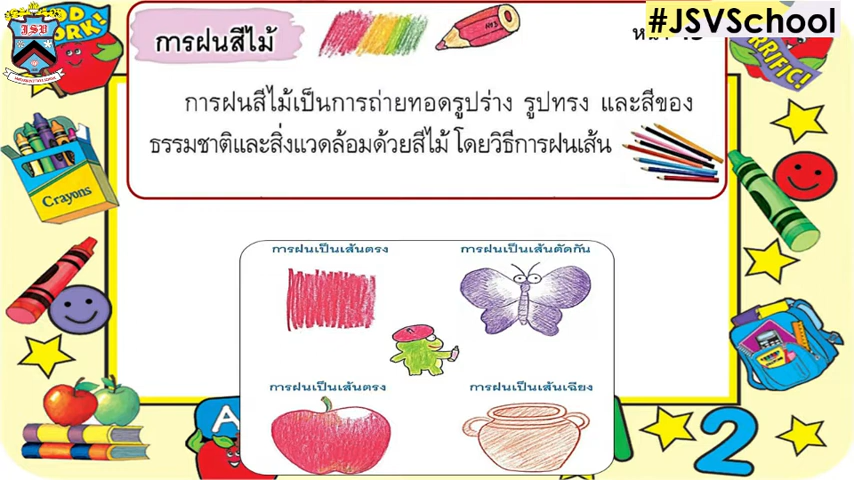 #JSVSchool
การฝนสีไม้
การฝนสีไม้เป็นการถ่ายทอดรูปร่าง รูปทรง และสีของ
ธรรมชาติและสิ่งแวดล้อมด้วยสีไม้ โดยวิธีการฝนเส้น
JSV
Crayons
การฝนเป็นเส้นตรง
การฝนเป็นเส้นตัดกัน
การฝนเป็นเส้นตรง
การฝนเป็นเส้นเฉียง
A
2